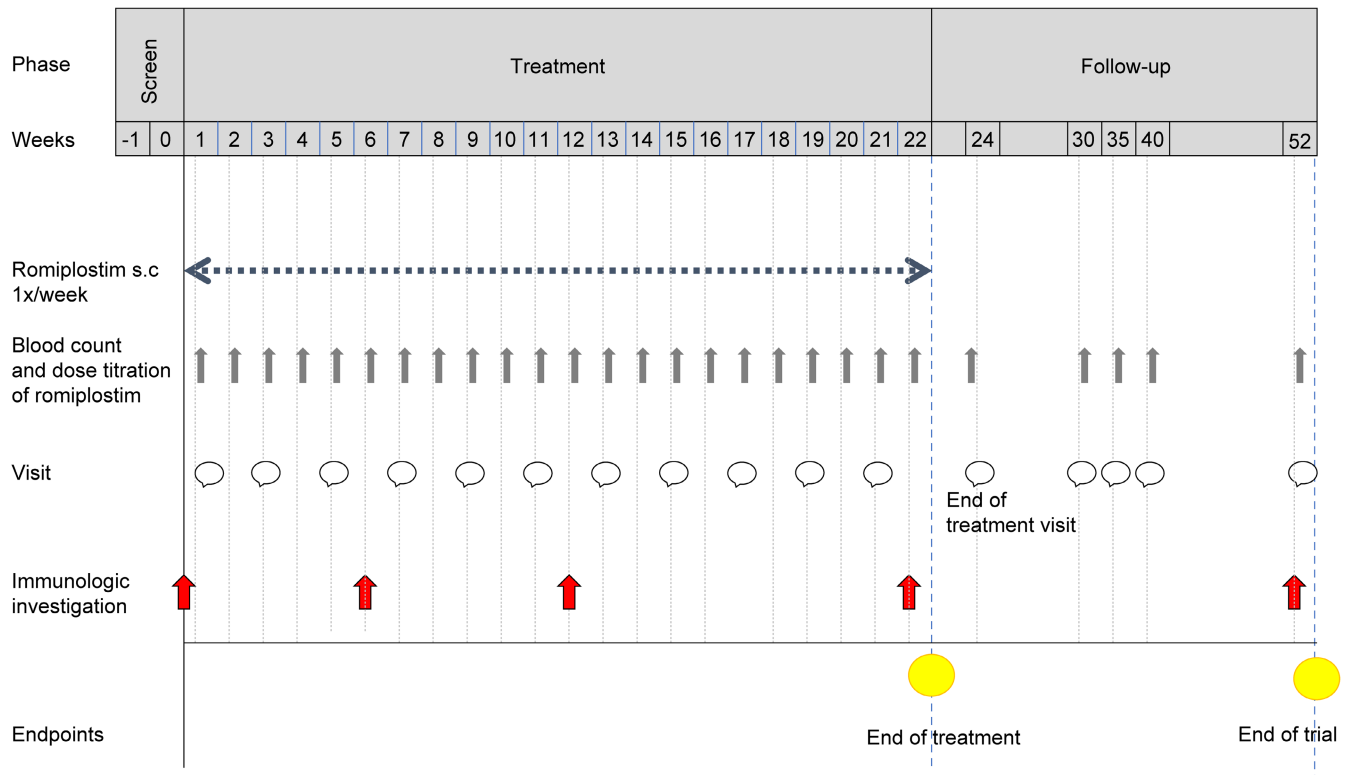 Phase
Screen
Treatment
Follow-up
Weeks
-1 0 1 2 3 4 5 6 7 8 9 10 11 12 13 14 15 16 17 18 19 20 21 22 24 30 35 40 52
Romiplostim s.c
1x/week
Blood count
and dose titration
of romiplostim
Visit
End of
treatment visit
Immunologic
investigation
Endpoints
End of treatment
End of trial